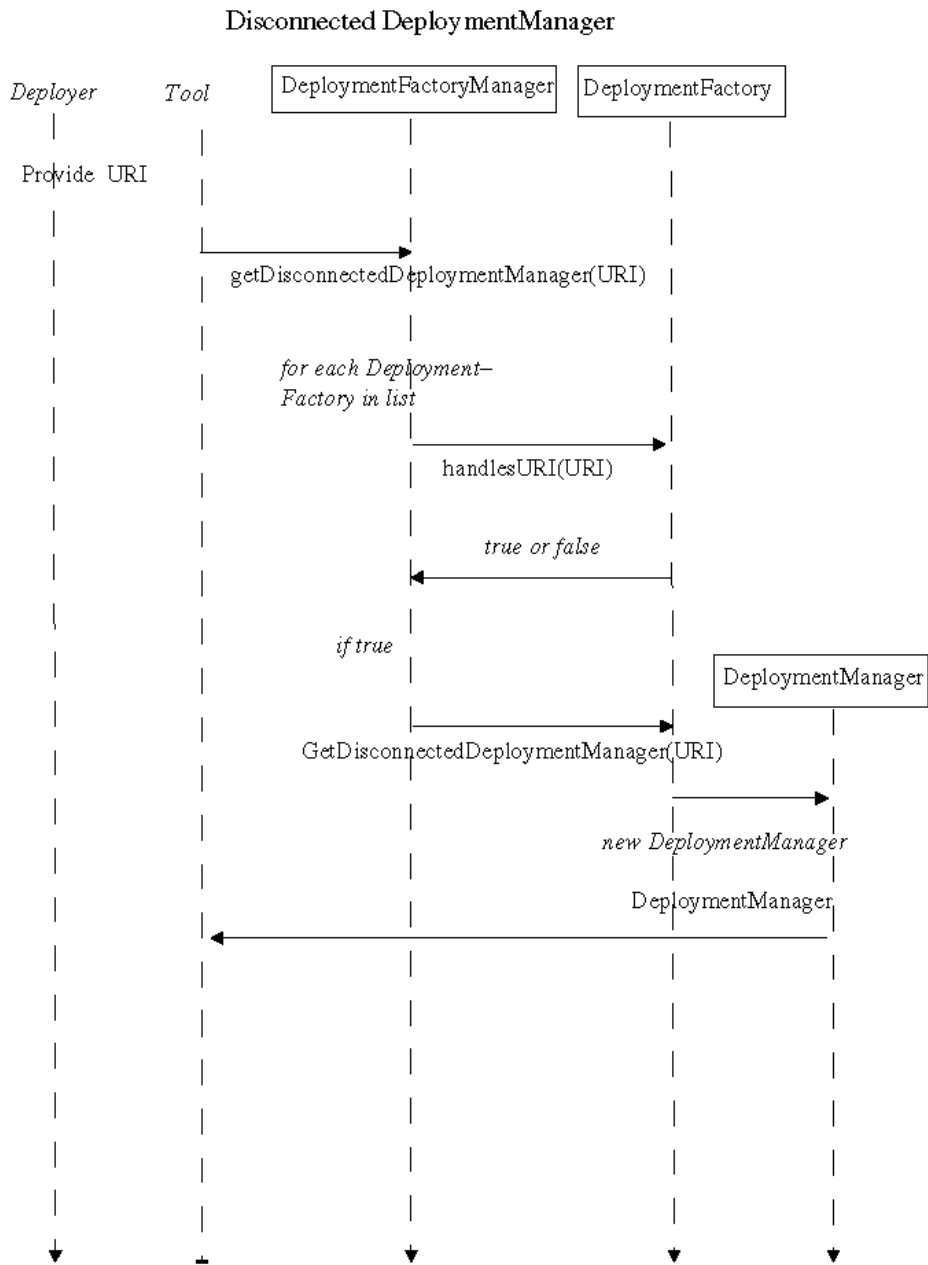 Disconnected DeploymentManager
Deployer
Tool
DeploymentFactoryManager
DeploymentFactory
Provide URI
getDisconnectedDeploymentManager(URI)
for each Deployment–
Factory in list
handlesURI(URI)
true or false
if true
DeploymentManager
GetDisconnectedDeploymentManager(URI)
new DeploymentManager
DeploymentManager